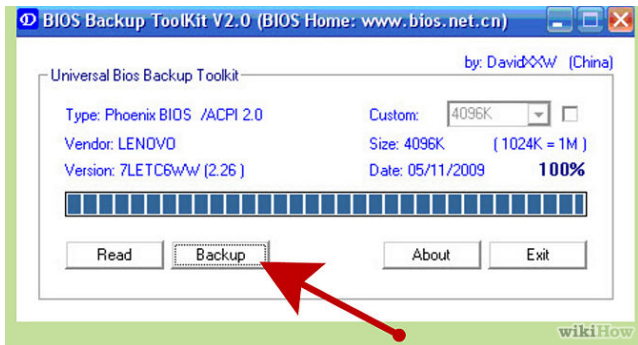 BIOS Backup ToolKit V2.0 (BIOS Home: www.bios.net.cn)
by: DavidXXW (China)
Universal Bios Backup Toolkit
Type: Phoenix BIOS /ACPI 2.0
Custom: 4096K
Vendor: LENOVO
Size: 4096K ( 1024K = 1M )
Version: 7LETC6WW (2.26 )
Date: 05/11/2009 100%
Read Backup About Exit
wikiHow